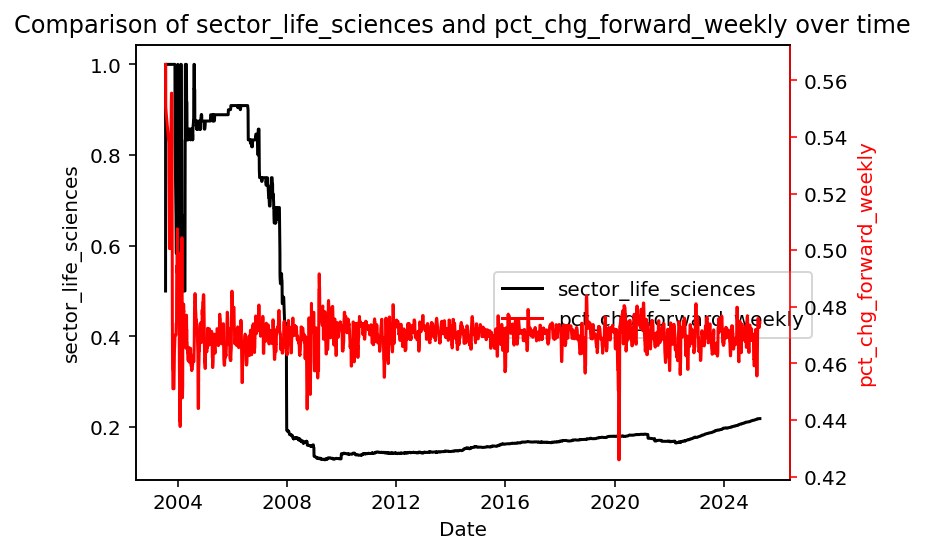 Comparison of sector_life_sciences and pct_chg_forward_weekly over time
1.0
0.8
0.6
0.4
0.2
sector_life_sciences
0.56
0.54
0.52
0.50
0.48
0.46
0.44
0.42
pct_chg_forward_weekly
sector_life_sciences
pct_chg_forward_weekly
2004 2008 2012 2016 2020 2024
Date